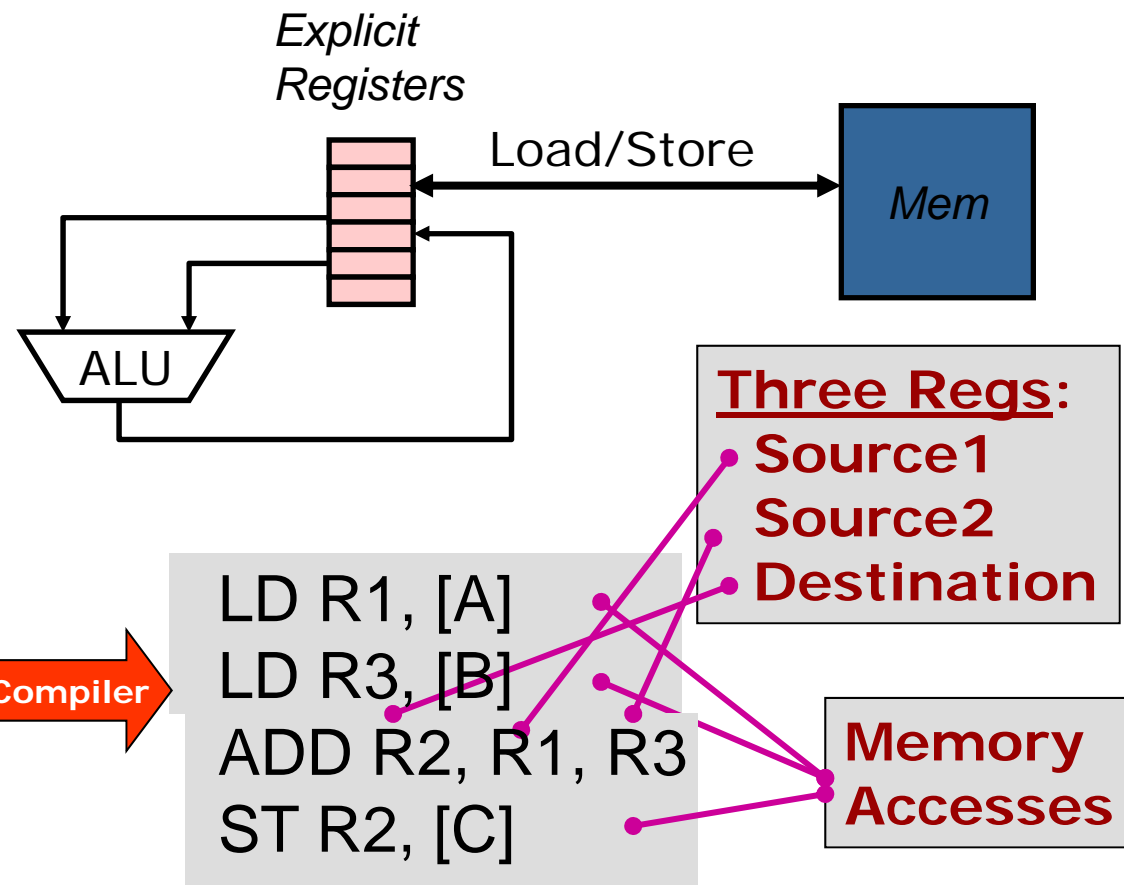 Explicit
Registers
Load/Store
Mem
ALU
Three Regs:
Source1
Source2
Destination
Compiler
LD R1, [A]
LD R3, [B]
ADD R2, R1, R3
ST R2, [C]
Memory
Accesses